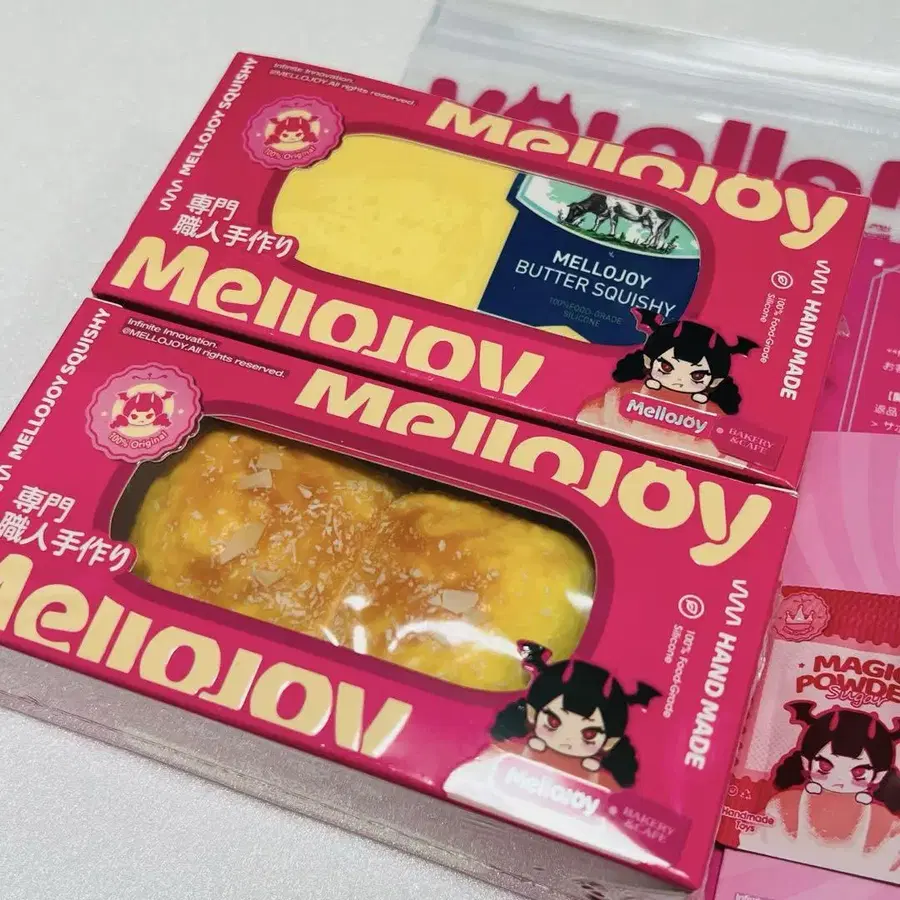 Infinite Innovation.
@MELLOJOY.All rights reserved.
MELLOJOY SQUISHY
100% Original
Mellojoy
専門
職人手作り
MELLOJOY
BUTTER SQUISHY
100% FOOD-GRADE
SILICONE
Mellojoy
HAND MADE
100% Food Grade
Silicone
Mellojoy
BAKERY
&CAFE
Infinite Innovation.
@MELLOJOY.All rights reserved.
MELLOJOY SQUISHY
100% Original
Mellojoy
専門
職人手作り
Mellojoy
HAND MADE
100% Food Grade
Silicone
Mellojoy
BAKERY
&CAFE
返品
MAGIC
POWDER
Sugar
Handmade
Toys